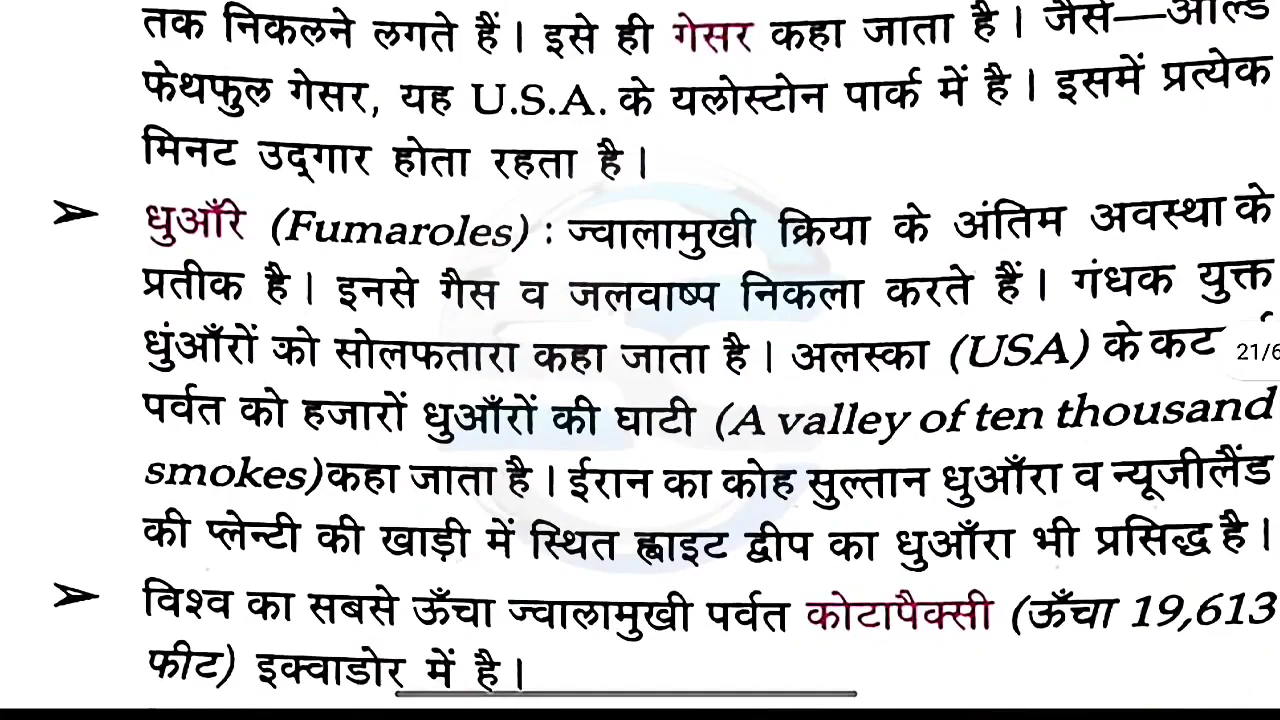 तक निकलने लगते हैं। इसे ही गेसर कहा जाता है। जैसे—ओल्ड
फेथफुल गेसर, यह U.S.A. के यलोस्टोन पार्क में है। इसमें प्रत्येक
मिनट उद्‌गार होता रहता है।
➢ धुआँरे (Fumaroles) : ज्वालामुखी क्रिया के अंतिम अवस्था के
प्रतीक है। इनसे गैस व जलवाष्प निकला करते हैं। गंधक युक्त
धुंआँरों को सोलफतारा कहा जाता है। अलस्का (USA) के कट
21/6
पर्वत को हजारों धुआँरों की घाटी (A valley of ten thousand
smokes) कहा जाता है। ईरान का कोह सुल्तान धुआँरा व न्यूजीलैंड
की प्लेन्टी की खाड़ी में स्थित ह्वाइट द्वीप का धुआँरा भी प्रसिद्ध है।
➢ विश्व का सबसे ऊँचा ज्वालामुखी पर्वत कोटापैक्सी (ऊँचा 19,613
फीट) इक्वाडोर में है।